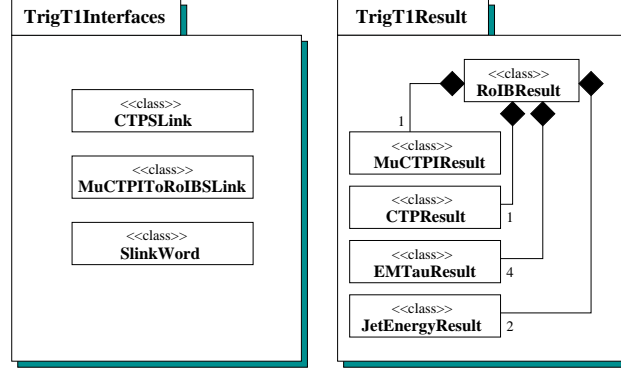 TrigT1Interfaces
<<class>>
CTPSLink
<<class>>
MuCTPIToRoIBSLink
<<class>>
SlinkWord
TrigT1Result
<<class>>
RoIBResult
1
<<class>>
MuCTPIResult
<<class>>
CTPResult
1
<<class>>
EMTauResult
4
<<class>>
JetEnergyResult
2